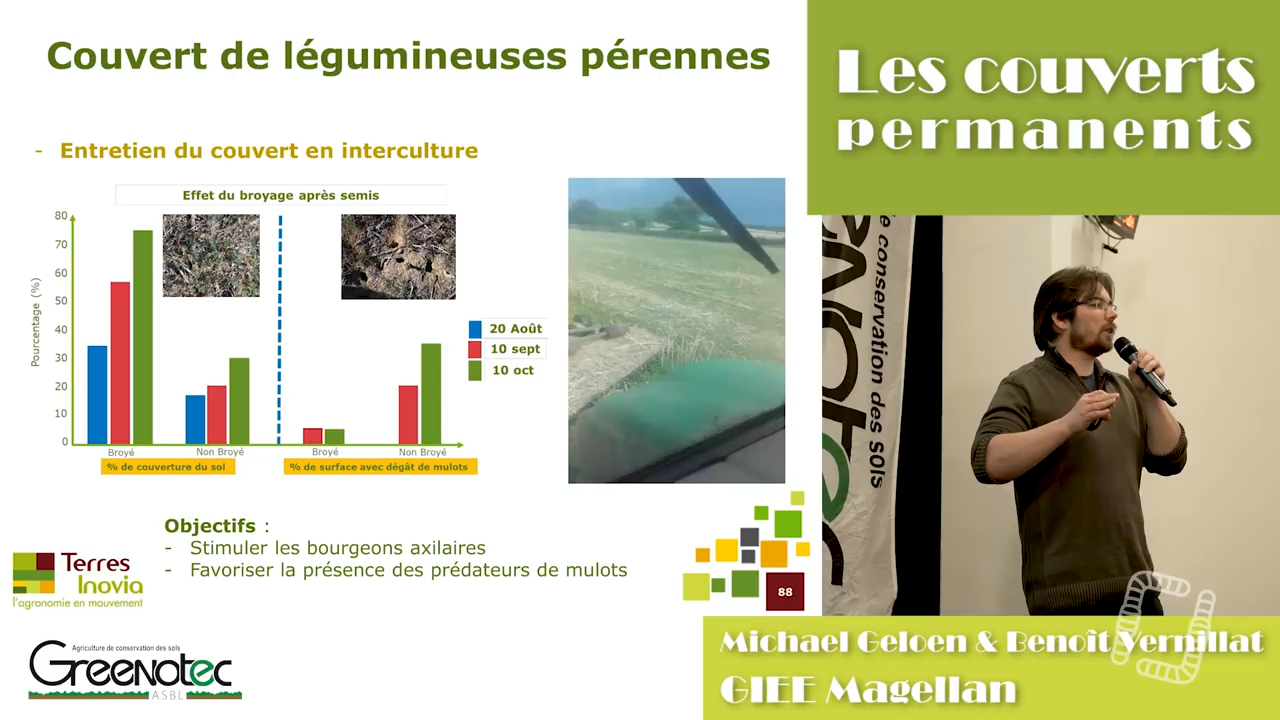 Couvert de légumineuses pérennes
- Entretien du couvert en interculture
Effet du broyage après semis
Pourcentage (%)
80
70
60
50
40
30
20
10
0
Broyé
Non Broyé
Broyé
Non Broyé
% de couverture du sol
% de surface avec dégât de mulots
20 Août
10 sept
10 oct
Objectifs :
- Stimuler les bourgeons axilaires
- Favoriser la présence des prédateurs de mulots
88
Terres
Inovia
l'agronomie en mouvement
Agriculture de conservation des sols
Greenotec
ASBL
Les couverts
permanents
e conservation des sols
Michael Geloen & Benoît Vernillat
GIEE Magellan